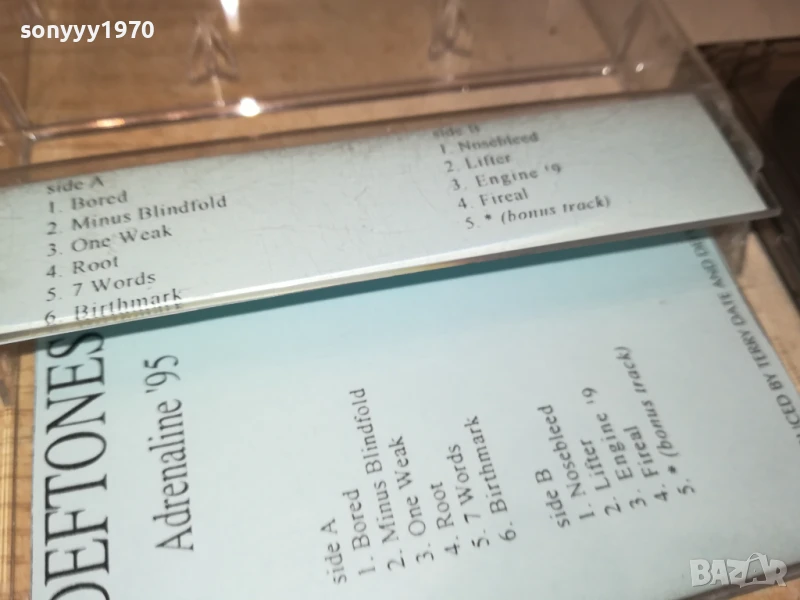 sonyyy1970
side A
1. Bored
2. Minus Blindfold
3. One Weak
4. Root
5. 7 Words
6. Birthmark
side B
1. Nosebleed
2. Lifter
3. Engine '9
4. Fireal
5. * (bonus track)
DEFTONES
Adrenaline '95
side A
1. Bored
2. Minus Blindfold
3. One Weak
4. Root
5. 7 Words
6. Birthmark
side B
1. Nosebleed
2. Lifter
3. Engine '9
4. Fireal
5. * (bonus track)
BY TERRY DATE AND
BAZAR